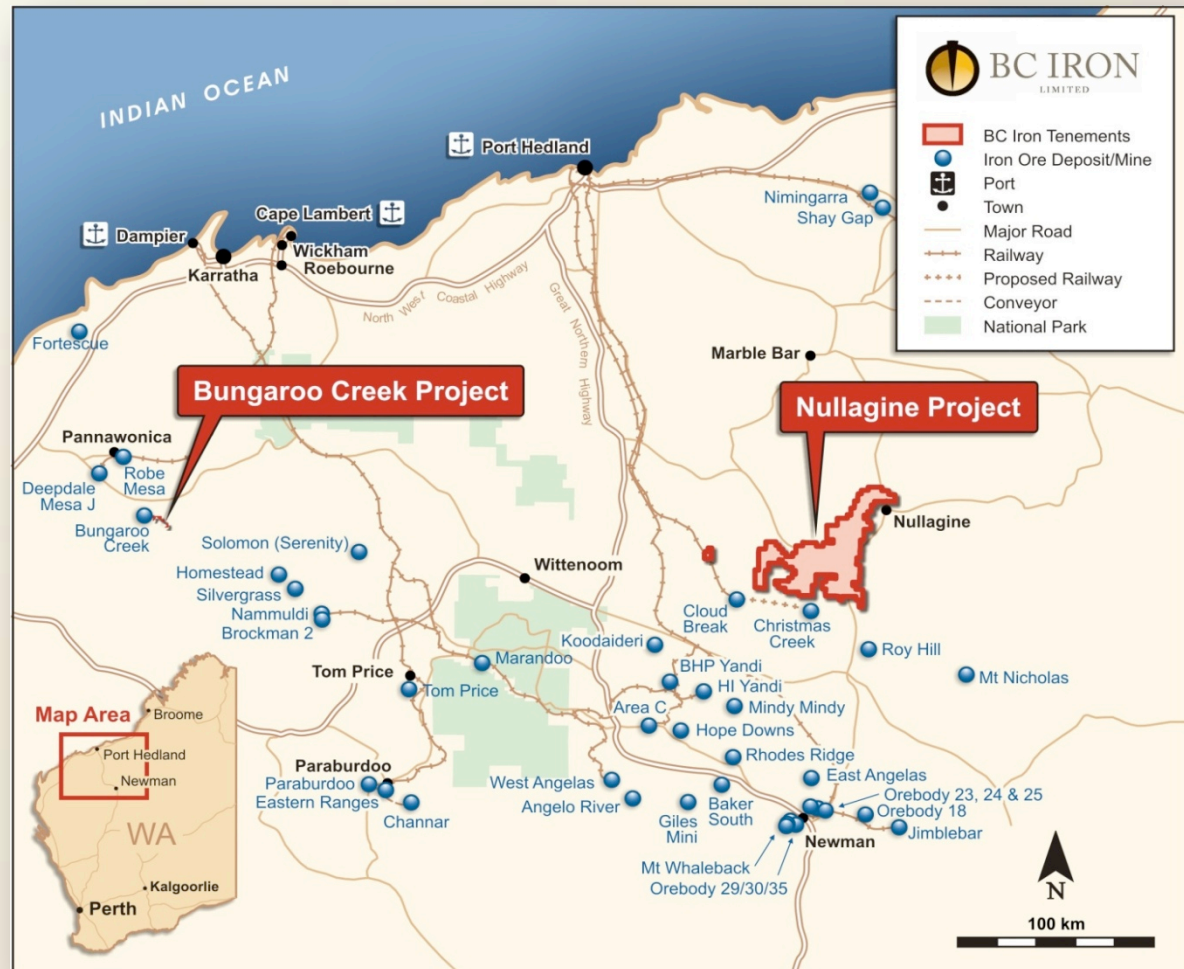 INDIAN OCEAN
BC IRON
LIMITED
BC Iron Tenements
Iron Ore Deposit/Mine
Port
Town
Major Road
Railway
Proposed Railway
Conveyor
National Park
Port Hedland
Nimingarra
Shay Gap
Cape Lambert
Dampier
Wickham
Roebourne
Karratha
North West Coastal Highway
Great Northern Highway
Fortescue
Marble Bar
Bungaroo Creek Project
Nullagine Project
Pannawonica
Robe
Mesa
Deepdale
Mesa J
Bungaroo
Creek
Nullagine
Solomon (Serenity)
Homestead
Silvergrass
Nammuldi
Brockman 2
Wittenoom
Cloud
Break
Christmas
Creek
Koodaideri
Roy Hill
Mt Nicholas
Marandoo
Tom Price
Tom Price
BHP Yandi
HI Yandi
Mindy Mindy
Area C
Hope Downs
Rhodes Ridge
Paraburdoo
Paraburdoo
Eastern Ranges
Channar
West Angelas
Angelo River
Giles
Mini
Baker
South
East Angelas
Orebody 23, 24 & 25
Orebody 18
Jimblebar
Newman
Mt Whaleback
Orebody 29/30/35
Map Area
Broome
Port Hedland
Newman
WA
Kalgoorlie
Perth
N
100 km